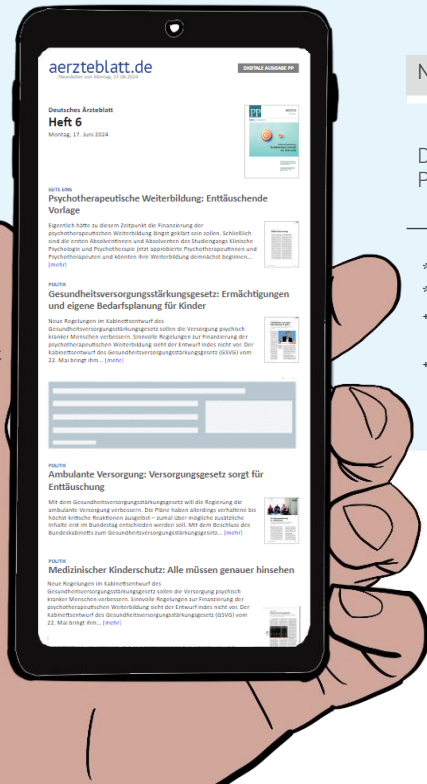 aerzteblatt.de
DIGITALE AUSGABE PP
/Newsletter von Montag, 17.06.2024
Deutsches Ärzteblatt
Heft 6
Montag, 17. Juni 2024
PP
SEITE EINS
Psychotherapeutische Weiterbildung: Enttäuschende
Vorlage
Eigentlich hätte zu diesem Zeitpunkt die Finanzierung der
psychotherapeutischen Weiterbildung längst geklärt sein sollen. Schließlich
sind die ersten Absolventinnen und Absolventen des Studiengangs Klinische
Psychologie und Psychotherapie jetzt approbierte Psychotherapeutinnen und
Psychotherapeuten und könnten ihre Weiterbildung demnächst beginnen...
[mehr]
POLITIK
Gesundheitsversorgungsstärkungsgesetz: Ermächtigungen
und eigene Bedarfsplanung für Kinder
Neue Regelungen im Kabinettsentwurf des
Gesundheitsversorgungsstärkungsgesetz sollen die Versorgung psychisch
kranker Menschen verbessern. Sinnvolle Regelungen zur Finanzierung der
psychotherapeutischen Weiterbildung sieht der Entwurf indes nicht vor. Der
Kabinettsentwurf des Gesundheitsversorgungsstärkungsgesetz (GSVG) vom
22. Mai bringt ihm... [mehr]
POLITIK
Ambulante Versorgung: Versorgungsgesetz sorgt für
Enttäuschung
Mit dem Gesundheitsversorgungsstärkungsgesetz will die Regierung die
ambulante Versorgung verbessern. Die Pläne haben allerdings verhaltene bis
höchst kritische Reaktionen ausgelöst – zumal über mögliche zusätzliche
Inhalte erst im Bundestag entschieden werden soll. Mit dem Beschluss des
Bundeskabinetts zum Gesundheitsversorgungsstärkungsgesetz... [mehr]
POLITIK
Medizinischer Kinderschutz: Alle müssen genauer hinsehen
Neue Regelungen im Kabinettsentwurf des
Gesundheitsversorgungsstärkungsgesetz sollen die Versorgung psychisch
kranker Menschen verbessern. Sinnvolle Regelungen zur Finanzierung der
psychotherapeutischen Weiterbildung sieht der Entwurf indes nicht vor. Der
Kabinettsentwurf des Gesundheitsversorgungsstärkungsgesetz (GSVG) vom
22. Mai bringt ihm... [mehr]